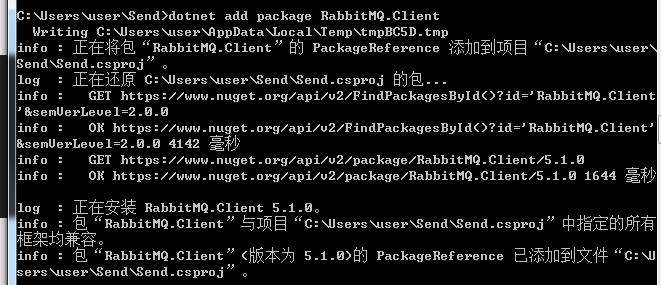 C:\Users\user\Send>dotnet add package RabbitMQ.Client
  Writing C:\Users\user\AppData\Local\Temp\tmpBC5D.tmp
info : 正在将包“RabbitMQ.Client”的 PackageReference 添加到项目“C:\Users\user\
Send\Send.csproj”。
log  : 正在还原 C:\Users\user\Send\Send.csproj 的包...
info :   GET https://www.nuget.org/api/v2/FindPackagesById()?id='RabbitMQ.Client
'&semVerLevel=2.0.0
info :   OK https://www.nuget.org/api/v2/FindPackagesById()?id='RabbitMQ.Client'
&semVerLevel=2.0.0 4142 毫秒
info :   GET https://www.nuget.org/api/v2/package/RabbitMQ.Client/5.1.0
info :   OK https://www.nuget.org/api/v2/package/RabbitMQ.Client/5.1.0 1644 毫秒
log  : 正在安装 RabbitMQ.Client 5.1.0。
info : 包“RabbitMQ.Client”与项目“C:\Users\user\Send\Send.csproj”中指定的所有
框架均兼容。
info : 包“RabbitMQ.Client”(版本为 5.1.0)的 PackageReference 已添加到文件“C:\U
sers\user\Send\Send.csproj”。